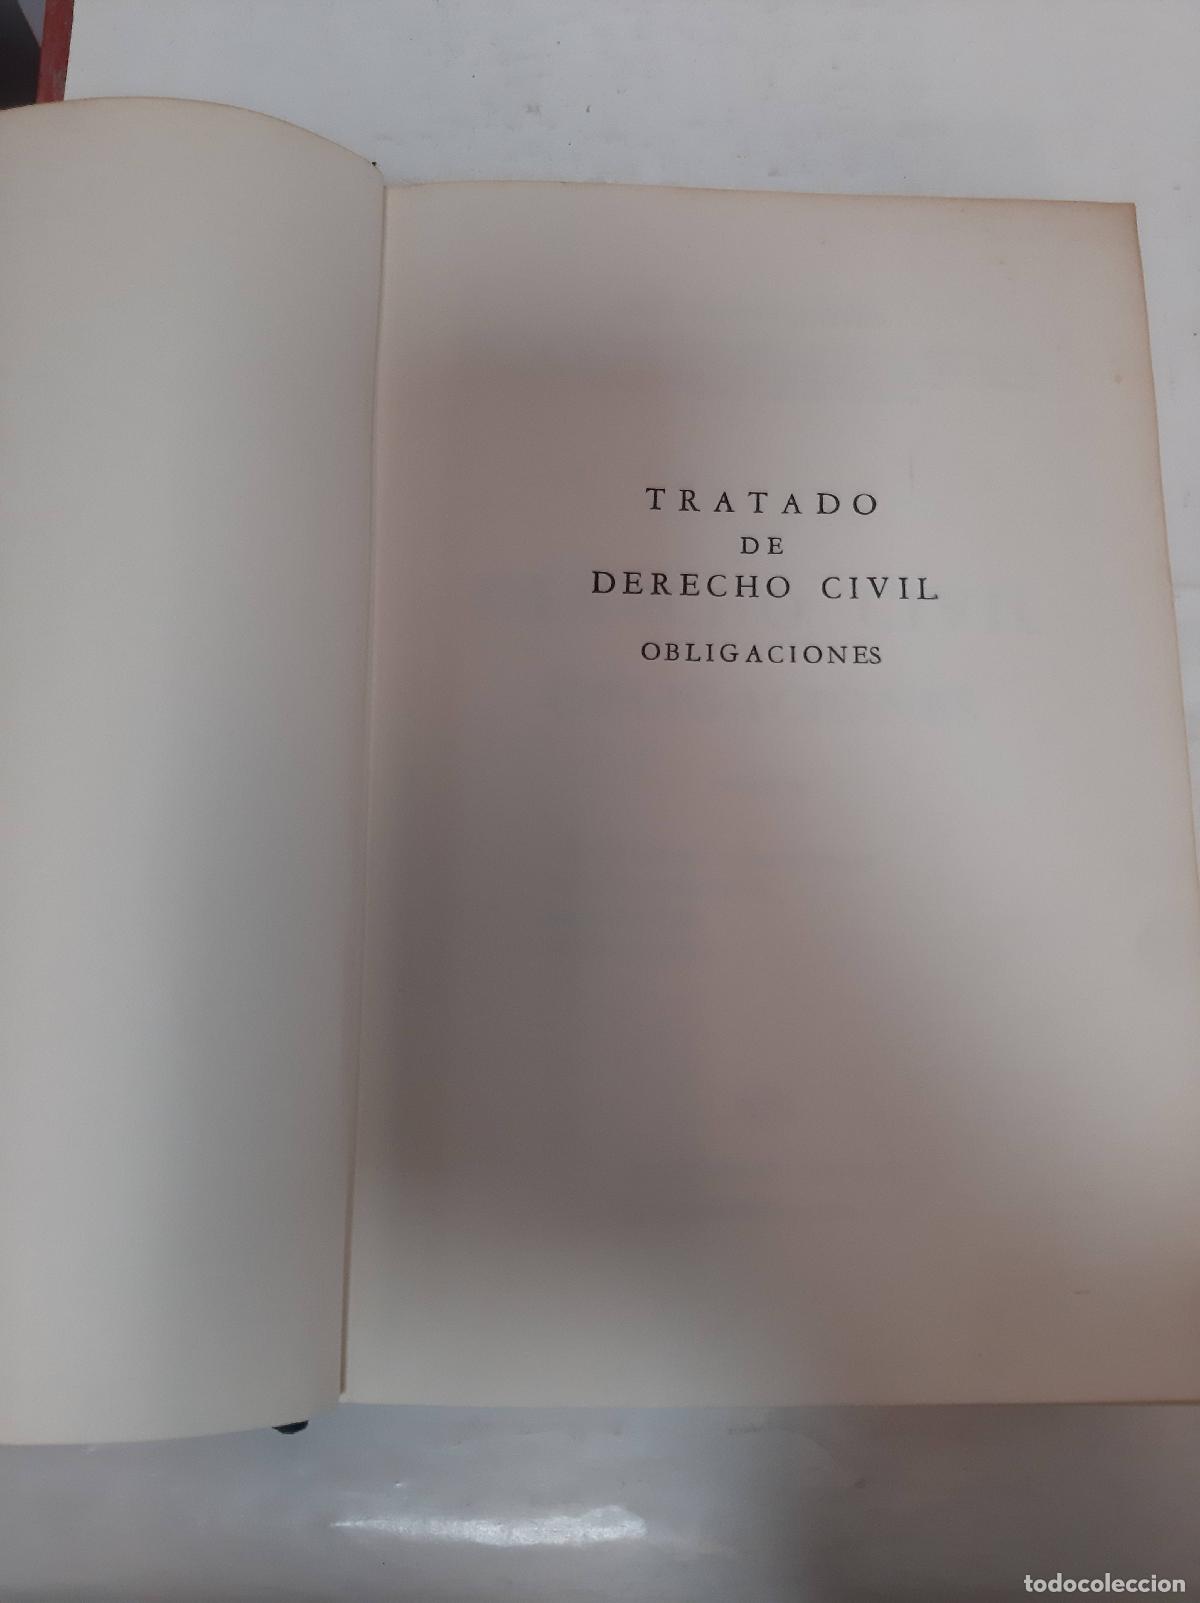 TRATADO
DE
DERECHO CIVIL
OBLIGACIONES
todocoleccion